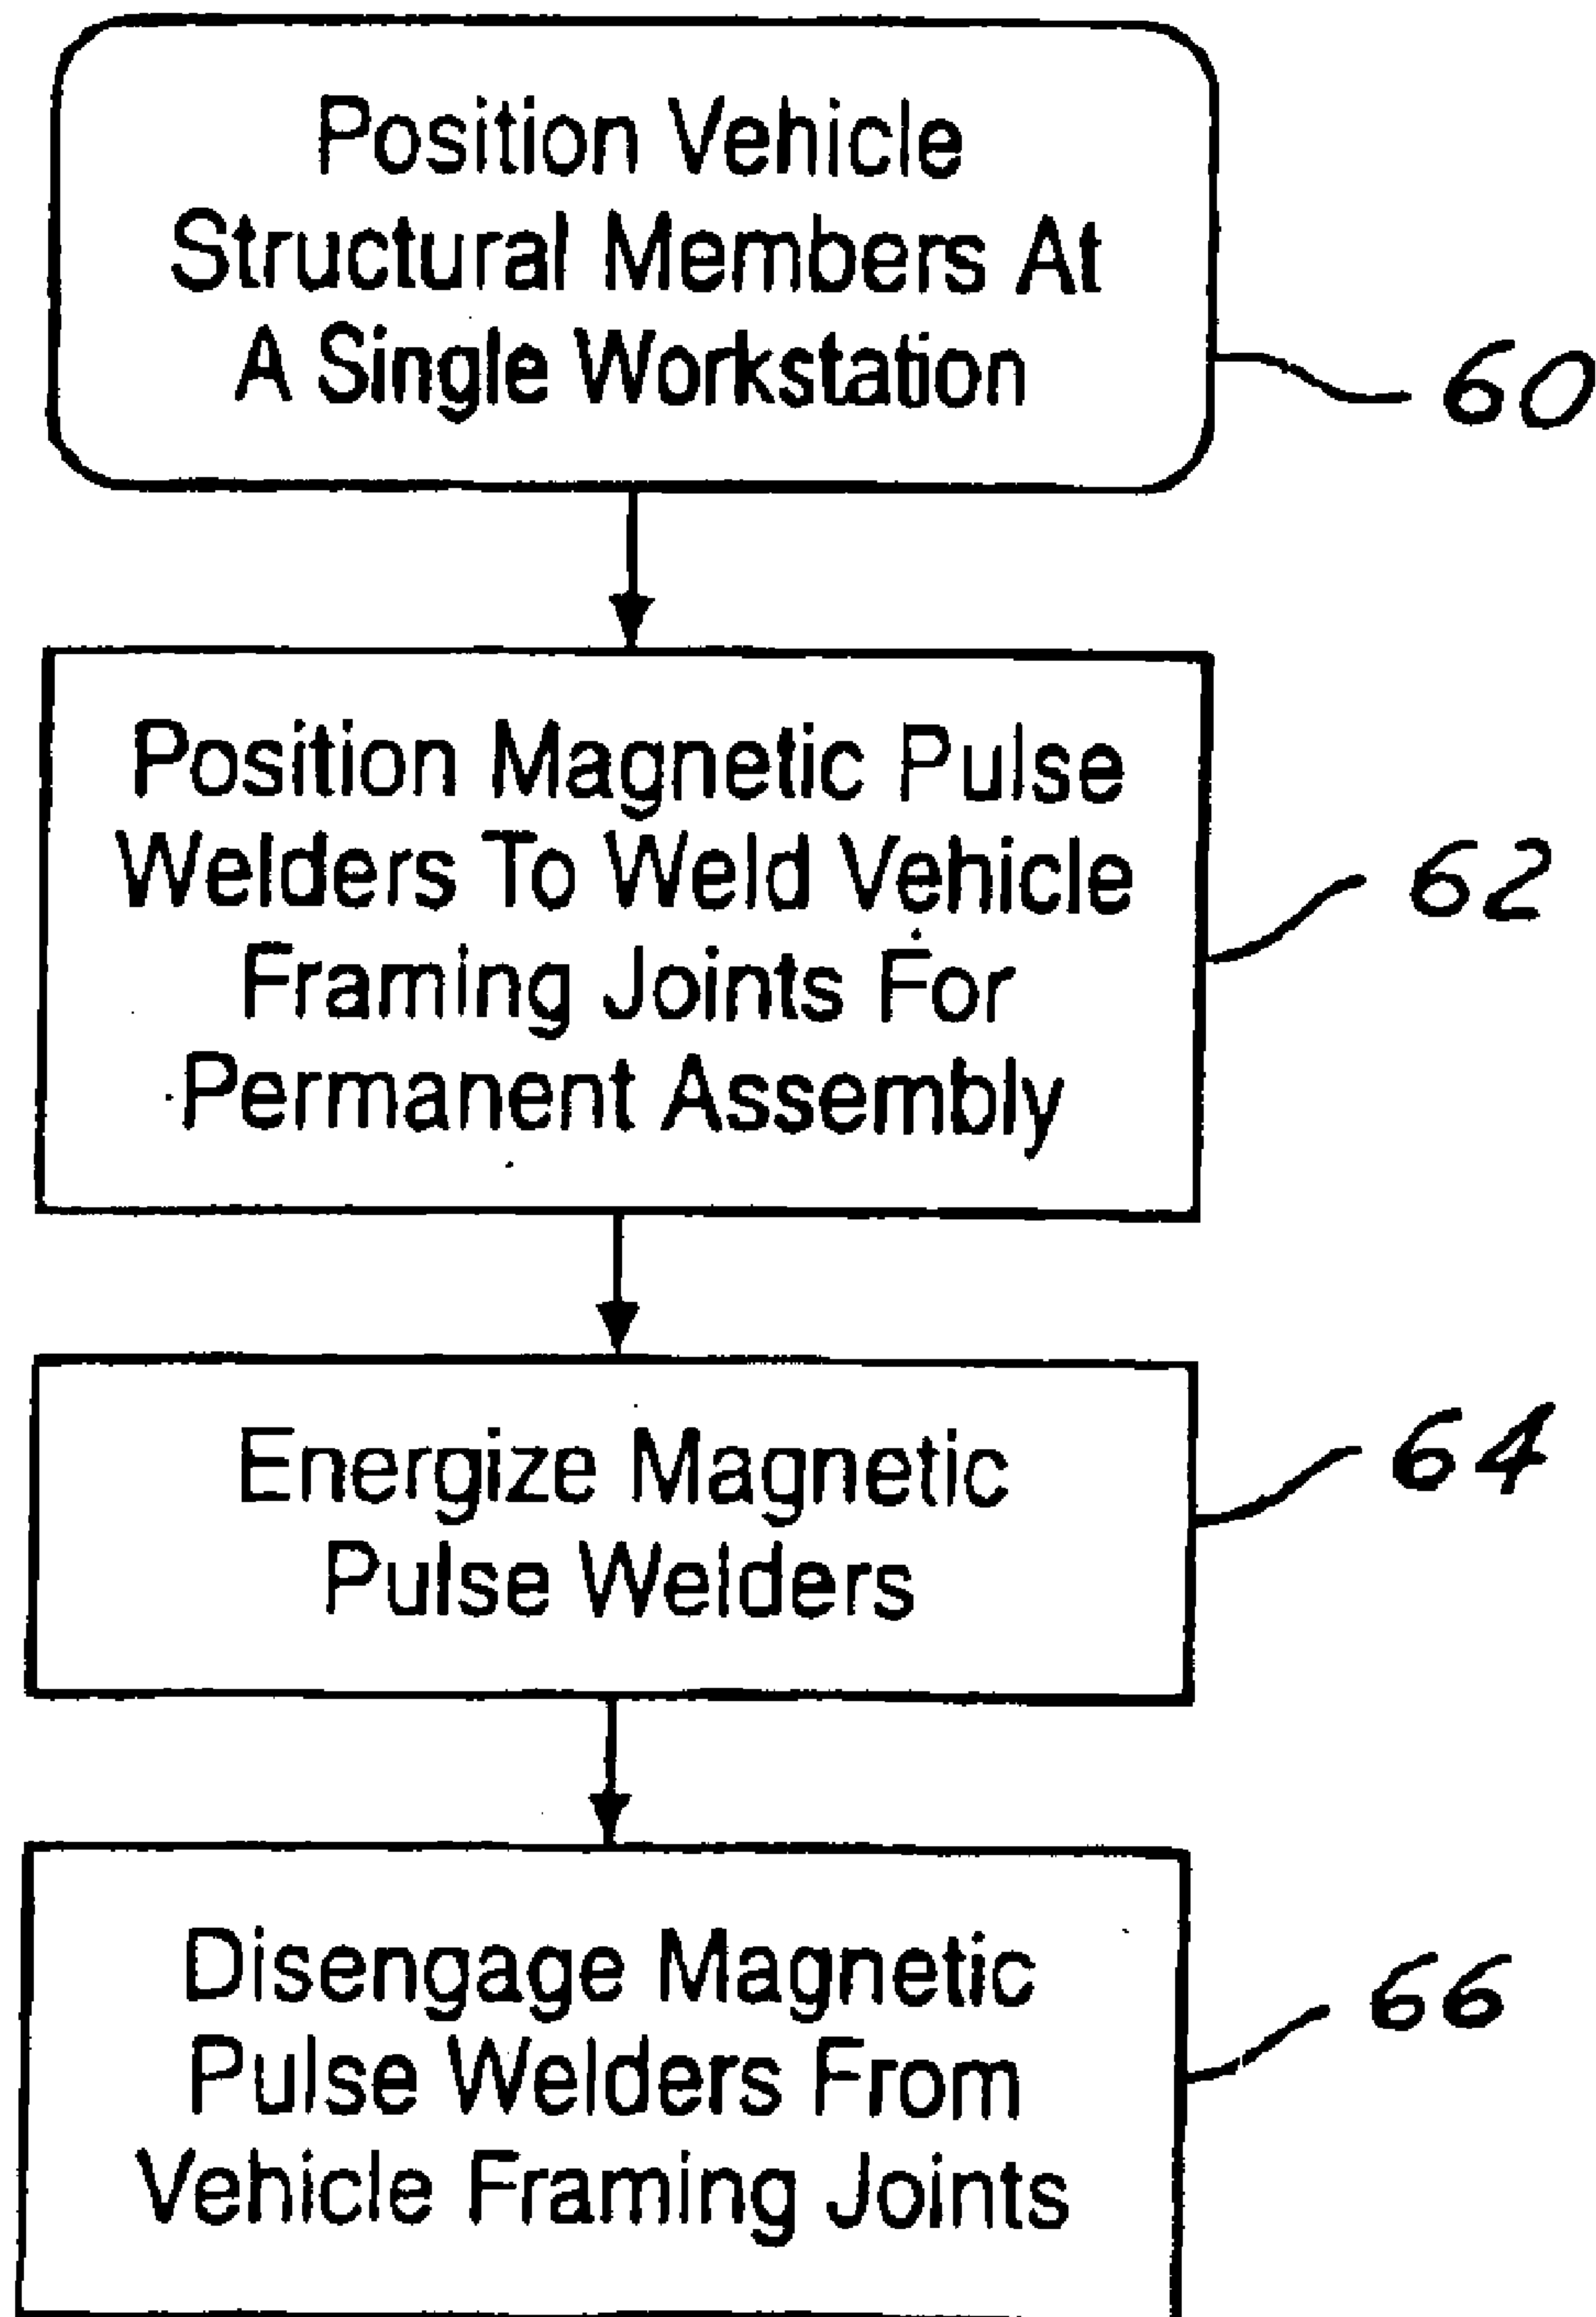 Position Vehicle
Structural Members At
A Single Workstation
60
Position Magnetic Pulse
Welders To Weld Vehicle
Framing Joints For
Permanent Assembly
62
Energize Magnetic
Pulse Welders
64
Disengage Magnetic
Pulse Welders From
Vehicle Framing Joints
66